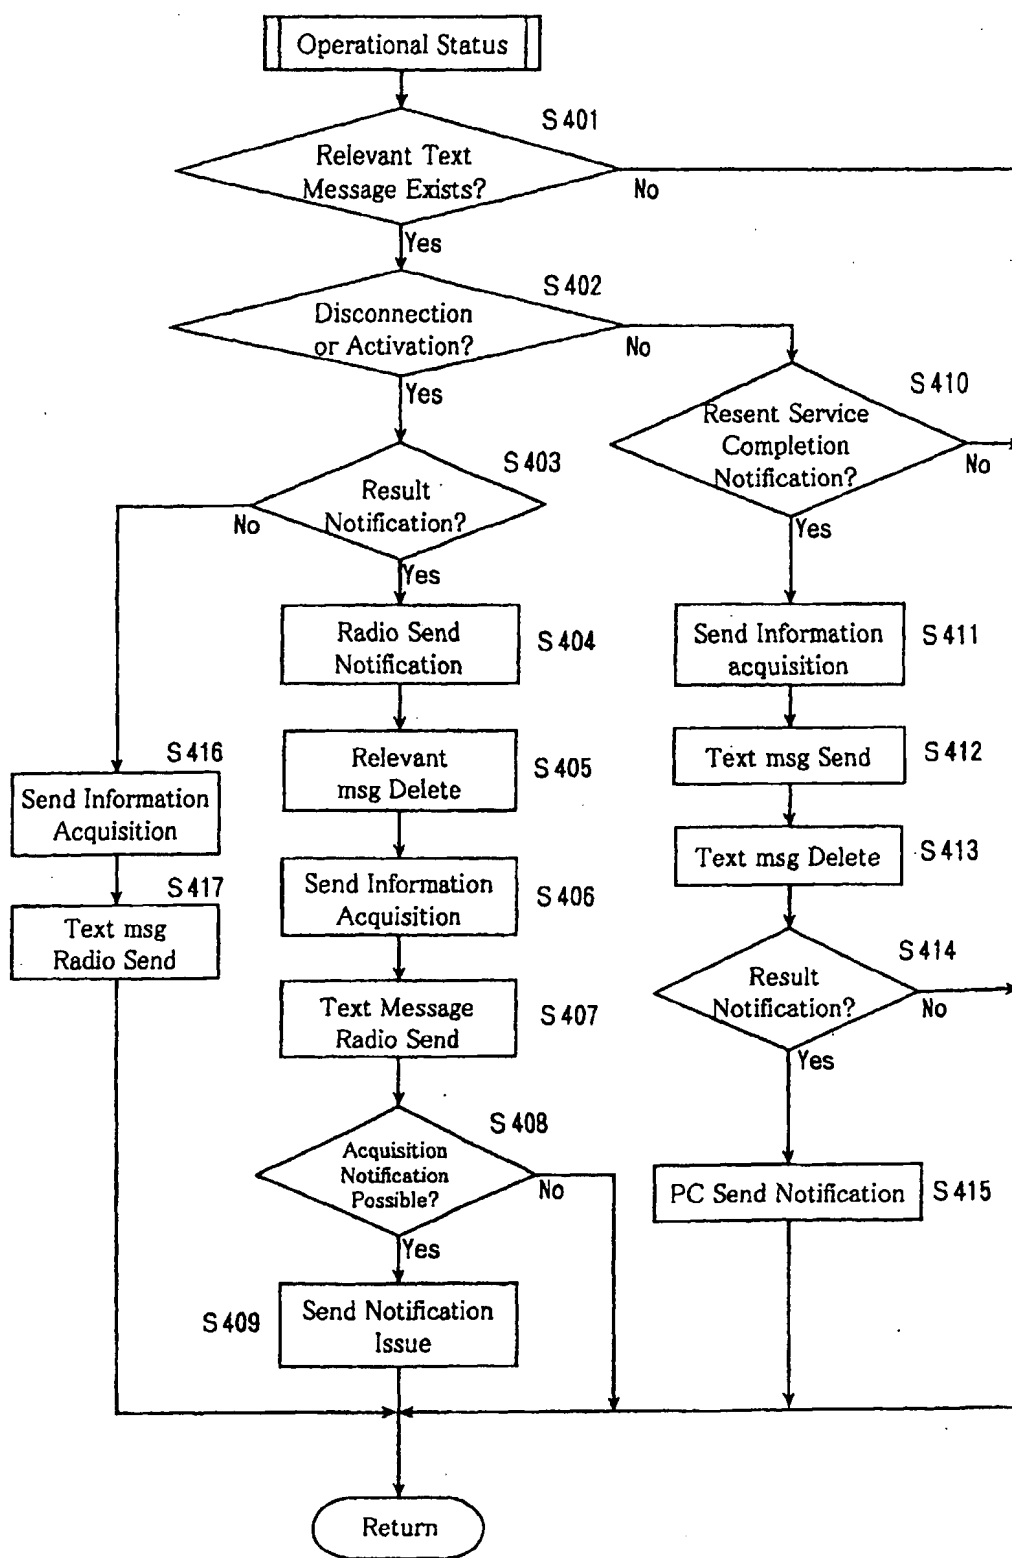 Operational Status
S401
Relevant Text
Message Exists?
No
Yes
S402
Disconnection
or Activation?
No
Yes
S410
Resent Service
Completion
Notification?
No
Yes
S403
Result
Notification?
No
Yes
Radio Send
Notification
S404
Send Information
acquisition
S411
Relevant
msg Delete
S405
Text msg Send
S412
S416
Send Information
Acquisition
Text msg Delete
S413
Send Information
Acquisition
S406
S417
Text msg
Radio Send
S414
Result
Notification?
No
Yes
Text Message
Radio Send
S407
S408
Acquisition
Notification
Possible?
No
Yes
PC Send Notification
S415
S409
Send Notification
Issue
Return